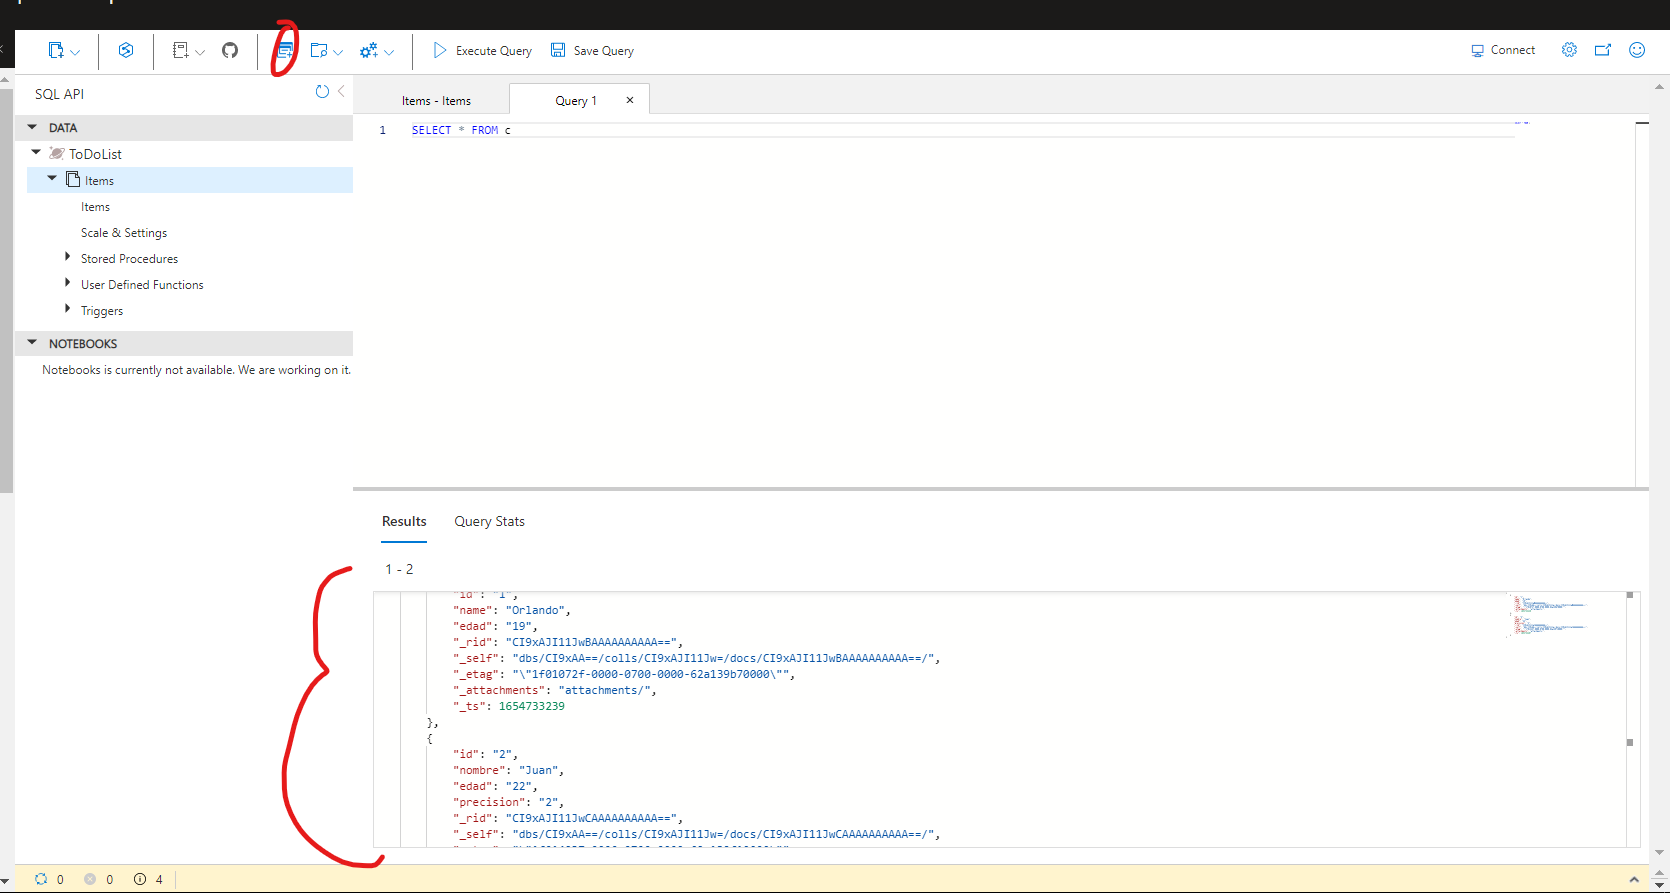 Execute Query
Save Query
Connect
SQL API
Items - Items
Query 1
DATA
1 SELECT * FROM c
ToDoList
Items
Items
Scale & Settings
Stored Procedures
User Defined Functions
Triggers
NOTEBOOKS
Notebooks is currently not available. We are working on it.
Results Query Stats
1 - 2
"id": "1",
"name": "Orlando",
"edad": "19",
"_rid": "CI9xAJI11JwBAAAAAAAAAA==",
"_self": "dbs/CI9xAA==/colls/CI9xAJI11Jw=/docs/CI9xAJI11JwBAAAAAAAAAA==/",
"_etag": "\"1f01072f-0000-0700-0000-62a139b70000\"",
"_attachments": "attachments/",
"_ts": 1654733239
},
{
"id": "2",
"nombre": "Juan",
"edad": "22",
"precision": "2",
"_rid": "CI9xAJI11JwCAAAAAAAAAA==",
"_self": "dbs/CI9xAA==/colls/CI9xAJI11Jw=/docs/CI9xAJI11JwCAAAAAAAAAA==/",
0 0 4